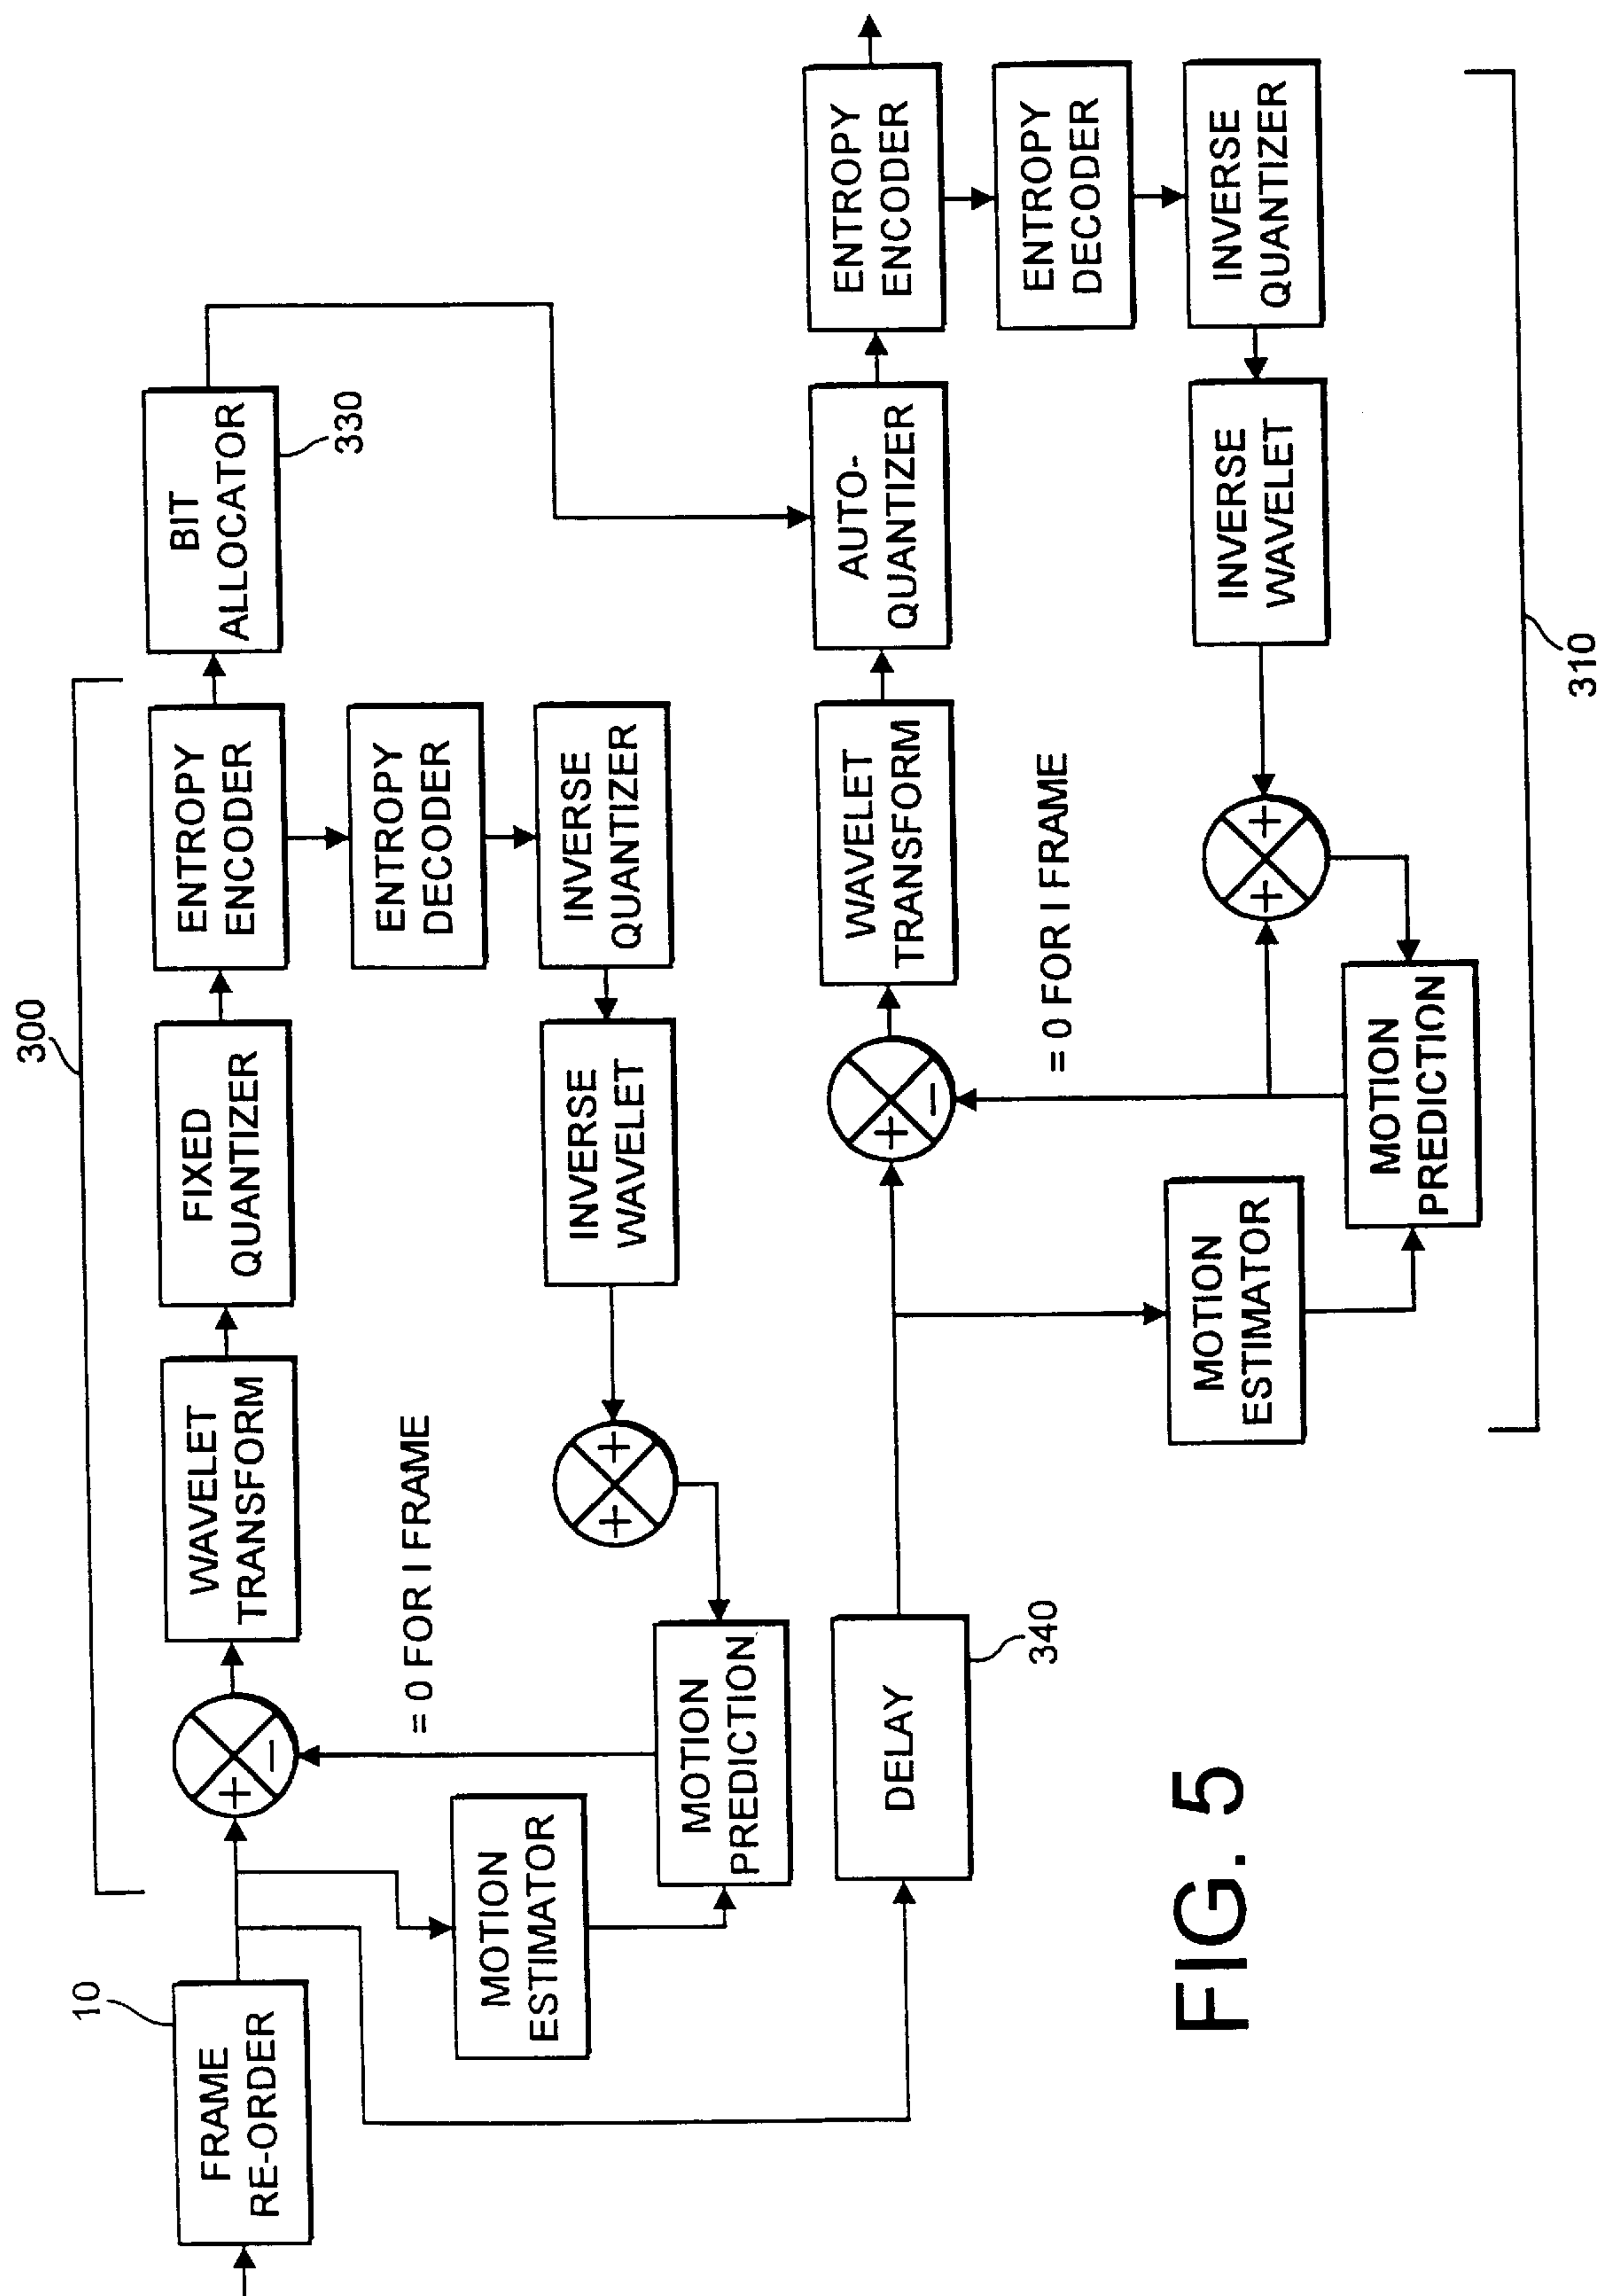 10
FRAME
RE-ORDER
300
+
−
WAVELET
TRANSFORM
FIXED
QUANTIZER
ENTROPY
ENCODER
BIT
ALLOCATOR
330
ENTROPY
DECODER
INVERSE
QUANTIZER
INVERSE
WAVELET
+
+
= 0 FOR I FRAME
MOTION
ESTIMATOR
MOTION
PREDICTION
DELAY
340
+
−
WAVELET
TRANSFORM
AUTO-
QUANTIZER
ENTROPY
ENCODER
ENTROPY
DECODER
INVERSE
QUANTIZER
INVERSE
WAVELET
+
+
= 0 FOR I FRAME
MOTION
ESTIMATOR
MOTION
PREDICTION
310
FIG. 5